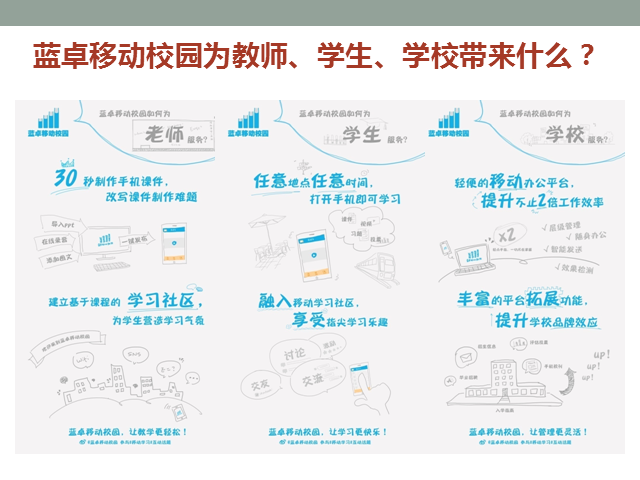 蓝卓移动校园为教师、学生、学校带来什么？
蓝卓移动校园
蓝卓移动校园如何为
老师 服务?
30 秒制作手机课件，
改写课件制作难题
导入PPT
在线录音
添加图文
一键发布
建立基于课程的 学习社区，
为学生营造学习气氛
蓝卓移动校园，让教学更轻松！
蓝卓移动校园
蓝卓移动校园如何为
学生 服务?
任意地点任意时间，
打开手机即可学习
课件
视频
习题
融入移动学习社区，
享受指尖学习乐趣
讨论
交友
交流
蓝卓移动校园，让学习更快乐！
蓝卓移动校园
蓝卓移动校园如何为
学校 服务?
轻便的移动办公平台，
提升不止2倍工作效率
x2
√ 层级管理
√ 随身办公
√ 智能发送
√ 效果检测
丰富的平台拓展功能，
提升学校品牌效应
up!
up!
up!
蓝卓移动校园，让管理更灵活！